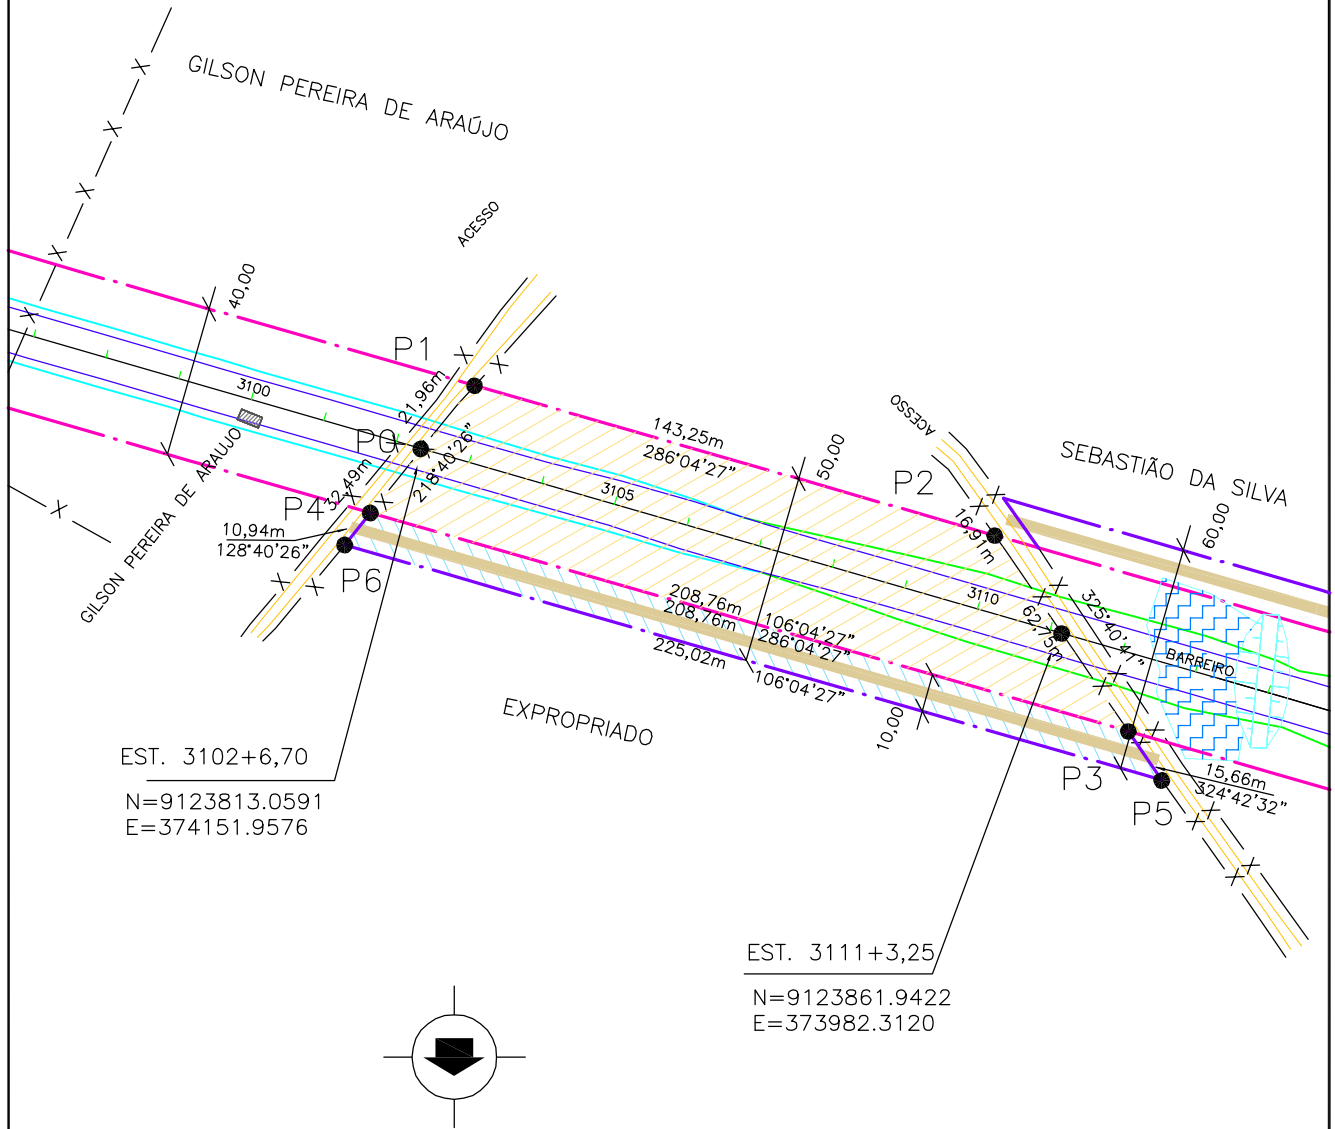 GILSON PEREIRA DE ARAÚJO
ACESSO
40,00
P1
21,96m
3100
P0
218°40'26”
32,49m
P4
10,94m
128°40'26”
P6
GILSON PEREIRA DE ARAUJO
143,25m
286°04'27”
50,00
3105
ACESSO
P2
16,91m
SEBASTIÃO DA SILVA
60,00
3110
62,75m
325°40'47”
BARREIRO
208,76m
106°04'27”
208,76m
286°04'27”
225,02m
106°04'27”
10,00
EXPROPRIADO
P3
P5
15,66m
324°42'32”
EST. 3102+6,70
N=9123813.0591
E=374151.9576
EST. 3111+3,25
N=9123861.9422
E=373982.3120